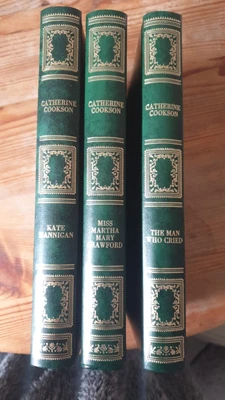 CATHERINE
COOKSON
KATE
HANNIGAN
CATHERINE
COOKSON
MISS
MARTHA
MARY
CRAWFORD
CATHERINE
COOKSON
THE MAN
WHO CRIED